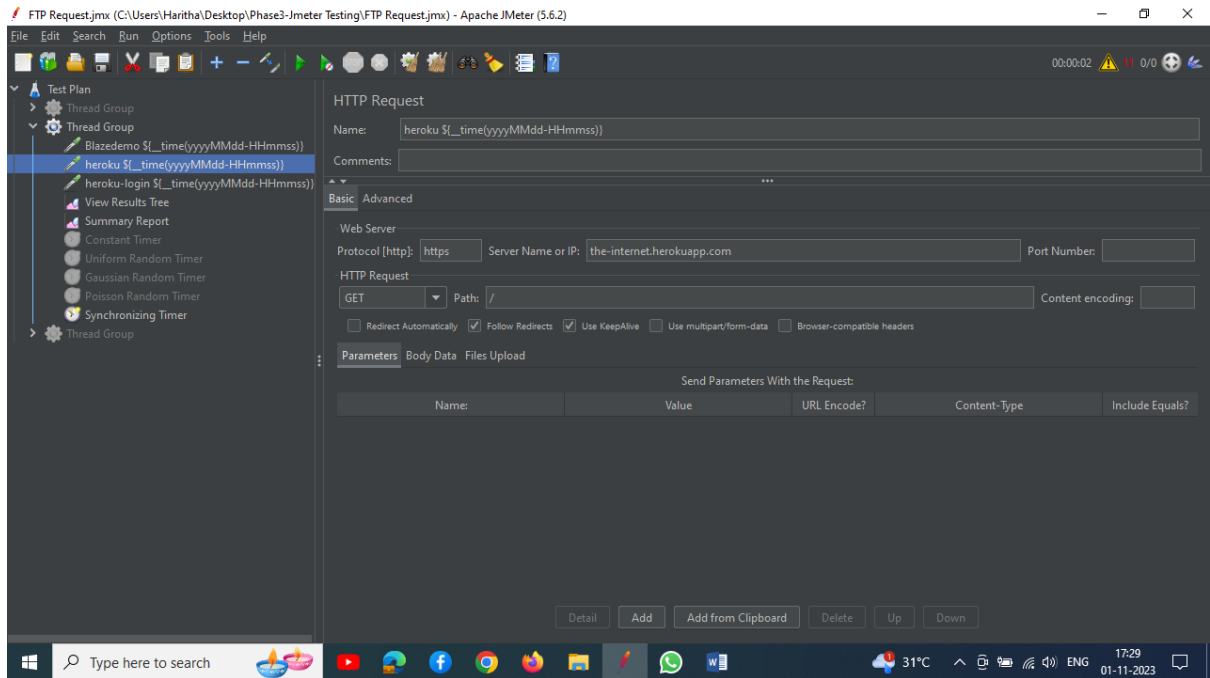 FTP Request.jmx (C:\Users\Haritha\Desktop\Phase3-Jmeter Testing\FTP Request.jmx) - Apache JMeter (5.6.2)
File Edit Search Run Options Tools Help
00:00:02 0/0
Test Plan
Thread Group
Thread Group
Blazedemo ${__time(yyyyMMdd-HHmmss)}
heroku ${__time(yyyyMMdd-HHmmss)}
heroku-login ${__time(yyyyMMdd-HHmmss)}
View Results Tree
Summary Report
Constant Timer
Uniform Random Timer
Gaussian Random Timer
Poisson Random Timer
Synchronizing Timer
Thread Group
HTTP Request
Name: heroku ${__time(yyyyMMdd-HHmmss)}
Comments:
Basic Advanced
Web Server
Protocol [http]: https Server Name or IP: the-internet.herokuapp.com Port Number:
HTTP Request
GET Path: / Content encoding:
Redirect Automatically Follow Redirects Use KeepAlive Use multipart/form-data Browser-compatible headers
Parameters Body Data Files Upload
Send Parameters With the Request:
Name: Value URL Encode? Content-Type Include Equals?
Detail Add Add from Clipboard Delete Up Down
Type here to search
1 31°C ENG 17:29
01-11-2023